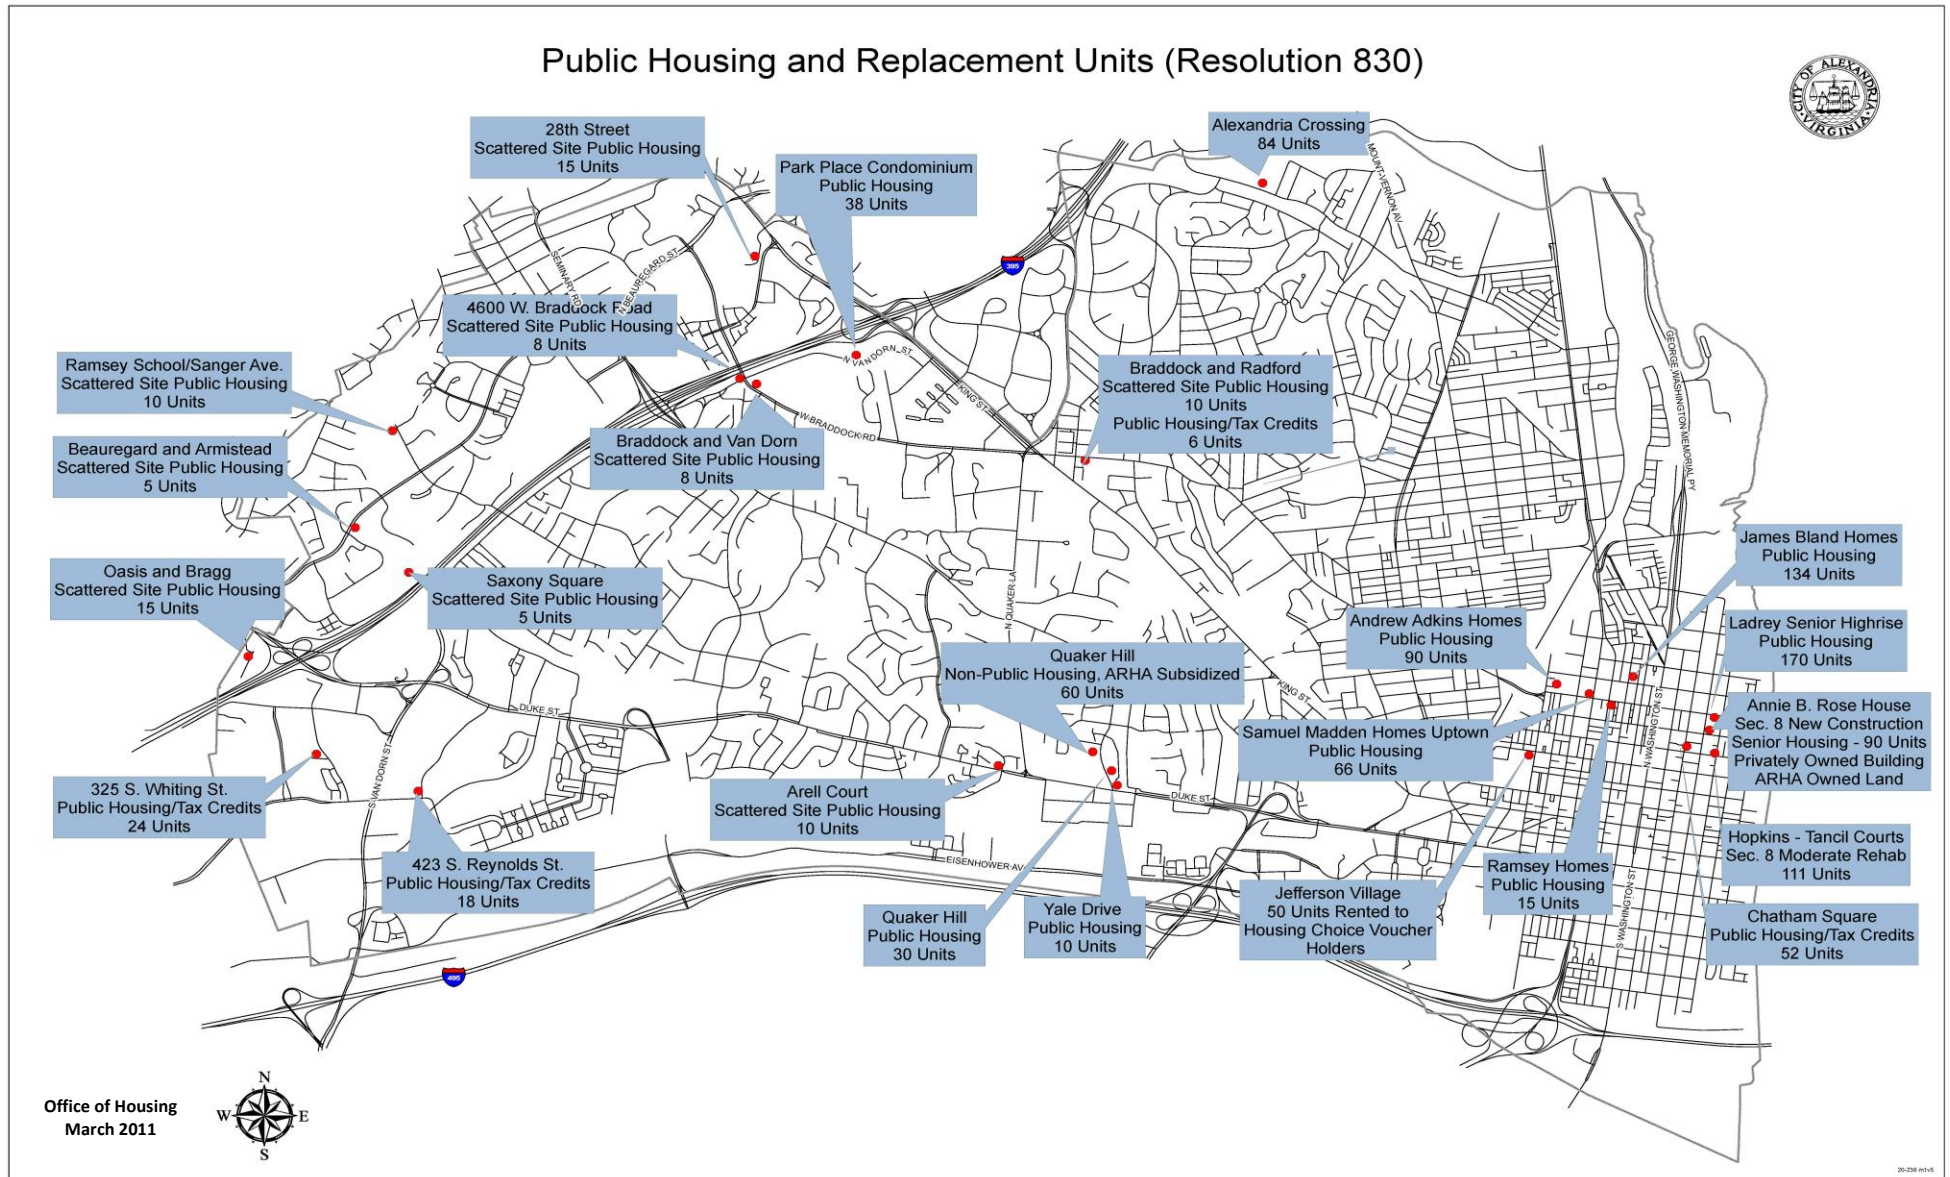 Public Housing and Replacement Units (Resolution 830)
CITY OF ALEXANDRIA
VIRGINIA
28th Street
Scattered Site Public Housing
15 Units
Park Place Condominium
Public Housing
38 Units
Alexandria Crossing
84 Units
MOUNT VERNON AV
395
SEMINARY RD
N BEAUREGARD ST
4600 W. Braddock Road
Scattered Site Public Housing
8 Units
N VAN DORN ST
KING ST
W BRADDOCK RD
GEORGE WASHINGTON MEMORIAL PY
Ramsey School/Sanger Ave.
Scattered Site Public Housing
10 Units
Braddock and Radford
Scattered Site Public Housing
10 Units
Public Housing/Tax Credits
6 Units
Beauregard and Armistead
Scattered Site Public Housing
5 Units
Braddock and Van Dorn
Scattered Site Public Housing
8 Units
Oasis and Bragg
Scattered Site Public Housing
15 Units
Saxony Square
Scattered Site Public Housing
5 Units
N QUAKER LA
James Bland Homes
Public Housing
134 Units
Andrew Adkins Homes
Public Housing
90 Units
Ladrey Senior Highrise
Public Housing
170 Units
Quaker Hill
Non-Public Housing, ARHA Subsidized
60 Units
KING ST
DUKE ST
N WASHINGTON ST
Annie B. Rose House
Sec. 8 New Construction
Senior Housing - 90 Units
Privately Owned Building
ARHA Owned Land
Samuel Madden Homes Uptown
Public Housing
66 Units
S VAN DORN ST
325 S. Whiting St.
Public Housing/Tax Credits
24 Units
Arell Court
Scattered Site Public Housing
10 Units
DUKE ST
Hopkins - Tancil Courts
Sec. 8 Moderate Rehab
111 Units
423 S. Reynolds St.
Public Housing/Tax Credits
18 Units
EISENHOWER AV
Ramsey Homes
Public Housing
15 Units
S WASHINGTON ST
Jefferson Village
50 Units Rented to
Housing Choice Voucher
Holders
Quaker Hill
Public Housing
30 Units
Yale Drive
Public Housing
10 Units
Chatham Square
Public Housing/Tax Credits
52 Units
495
Office of Housing
March 2011
N
W
E
S
20-238 m1v5